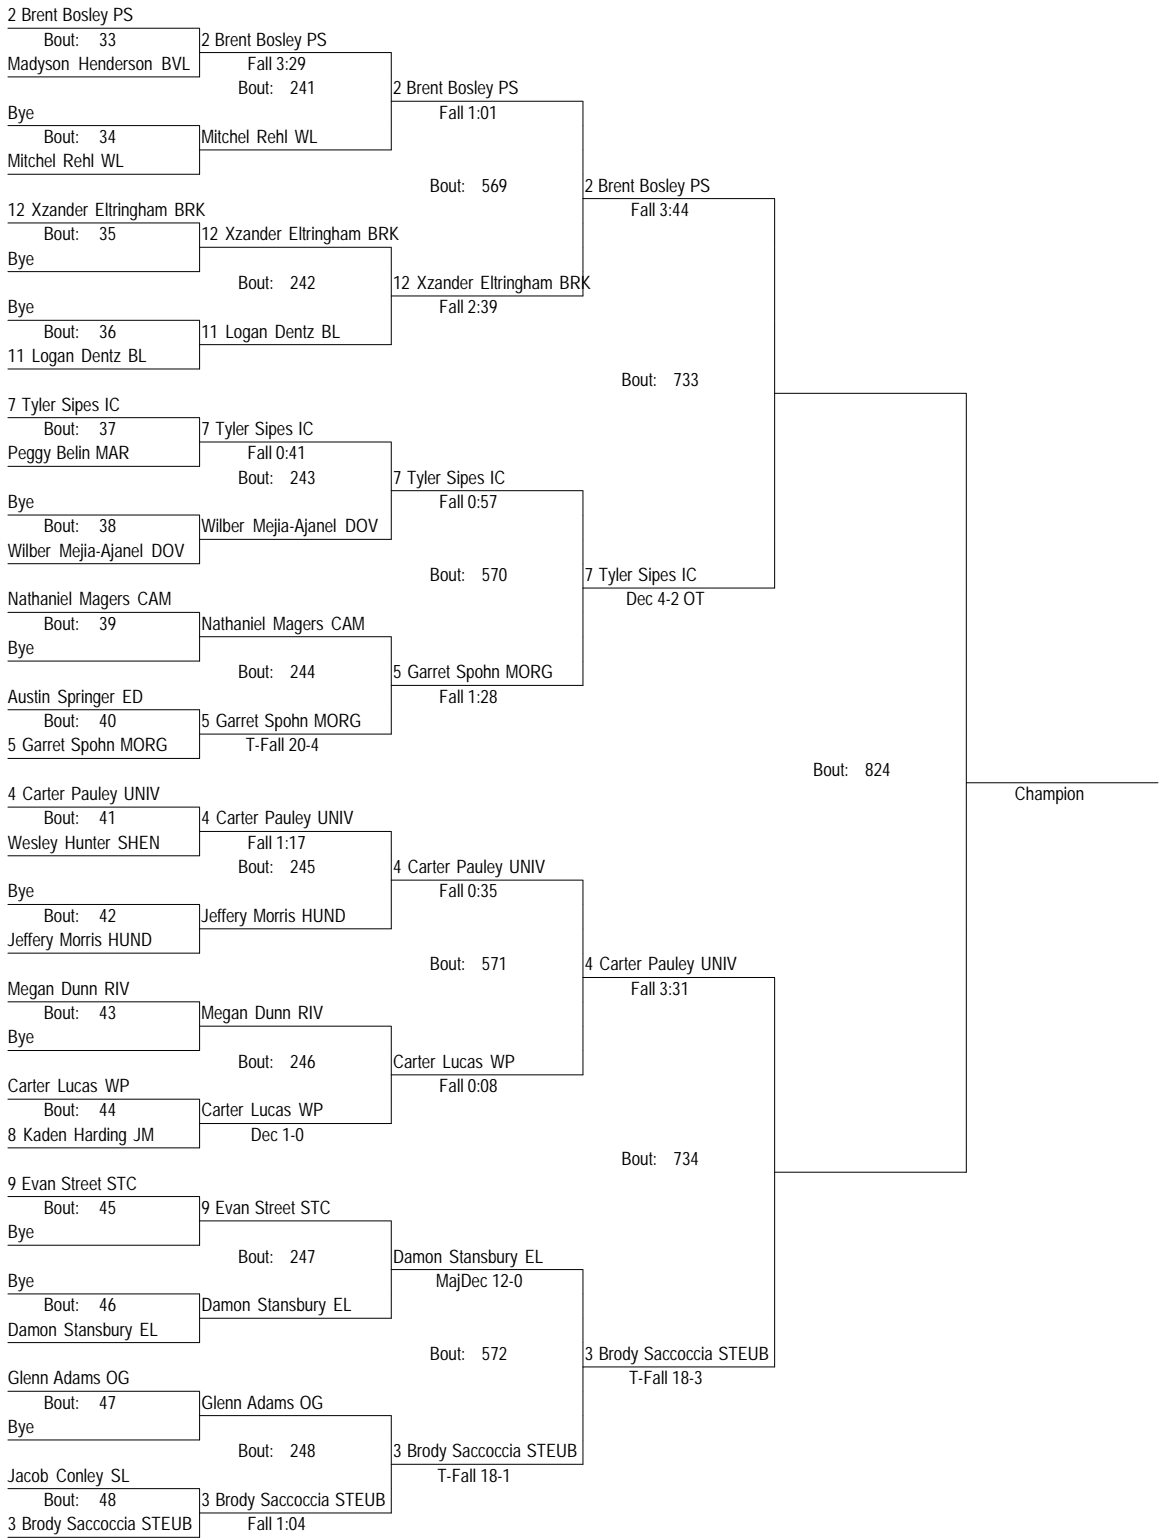 2 Brent Bosley PS
Bout: 33
Madyson Henderson BVL
Bye
Bout: 34
Mitchel Rehl WL
12 Xzander Eltringham BRK
Bout: 35
Bye
Bye
Bout: 36
11 Logan Dentz BL
7 Tyler Sipes IC
Bout: 37
Peggy Belin MAR
Bye
Bout: 38
Wilber Mejia-Ajanel DOV
Nathaniel Magers CAM
Bout: 39
Bye
Austin Springer ED
Bout: 40
5 Garret Spohn MORG
4 Carter Pauley UNIV
Bout: 41
Wesley Hunter SHEN
Bye
Bout: 42
Jeffery Morris HUND
Megan Dunn RIV
Bout: 43
Bye
Carter Lucas WP
Bout: 44
8 Kaden Harding JM
9 Evan Street STC
Bout: 45
Bye
Bye
Bout: 46
Damon Stansbury EL
Glenn Adams OG
Bout: 47
Bye
Jacob Conley SL
Bout: 48
3 Brody Saccoccia STEUB
2 Brent Bosley PS
Fall 3:29
Bout: 241
Mitchel Rehl WL
12 Xzander Eltringham BRK
Bout: 242
11 Logan Dentz BL
7 Tyler Sipes IC
Fall 0:41
Bout: 243
Wilber Mejia-Ajanel DOV
Nathaniel Magers CAM
Bout: 244
5 Garret Spohn MORG
T-Fall 20-4
4 Carter Pauley UNIV
Fall 1:17
Bout: 245
Jeffery Morris HUND
Megan Dunn RIV
Bout: 246
Carter Lucas WP
Dec 1-0
9 Evan Street STC
Bout: 247
Damon Stansbury EL
Glenn Adams OG
Bout: 248
3 Brody Saccoccia STEUB
Fall 1:04
2 Brent Bosley PS
Fall 1:01
Bout: 569
12 Xzander Eltringham BRK
Fall 2:39
7 Tyler Sipes IC
Fall 0:57
Bout: 570
5 Garret Spohn MORG
Fall 1:28
4 Carter Pauley UNIV
Fall 0:35
Bout: 571
Carter Lucas WP
Fall 0:08
Damon Stansbury EL
MajDec 12-0
Bout: 572
3 Brody Saccoccia STEUB
T-Fall 18-1
2 Brent Bosley PS
Fall 3:44
Bout: 733
7 Tyler Sipes IC
Dec 4-2 OT
4 Carter Pauley UNIV
Fall 3:31
Bout: 734
3 Brody Saccoccia STEUB
T-Fall 18-3
Bout: 824
Champion